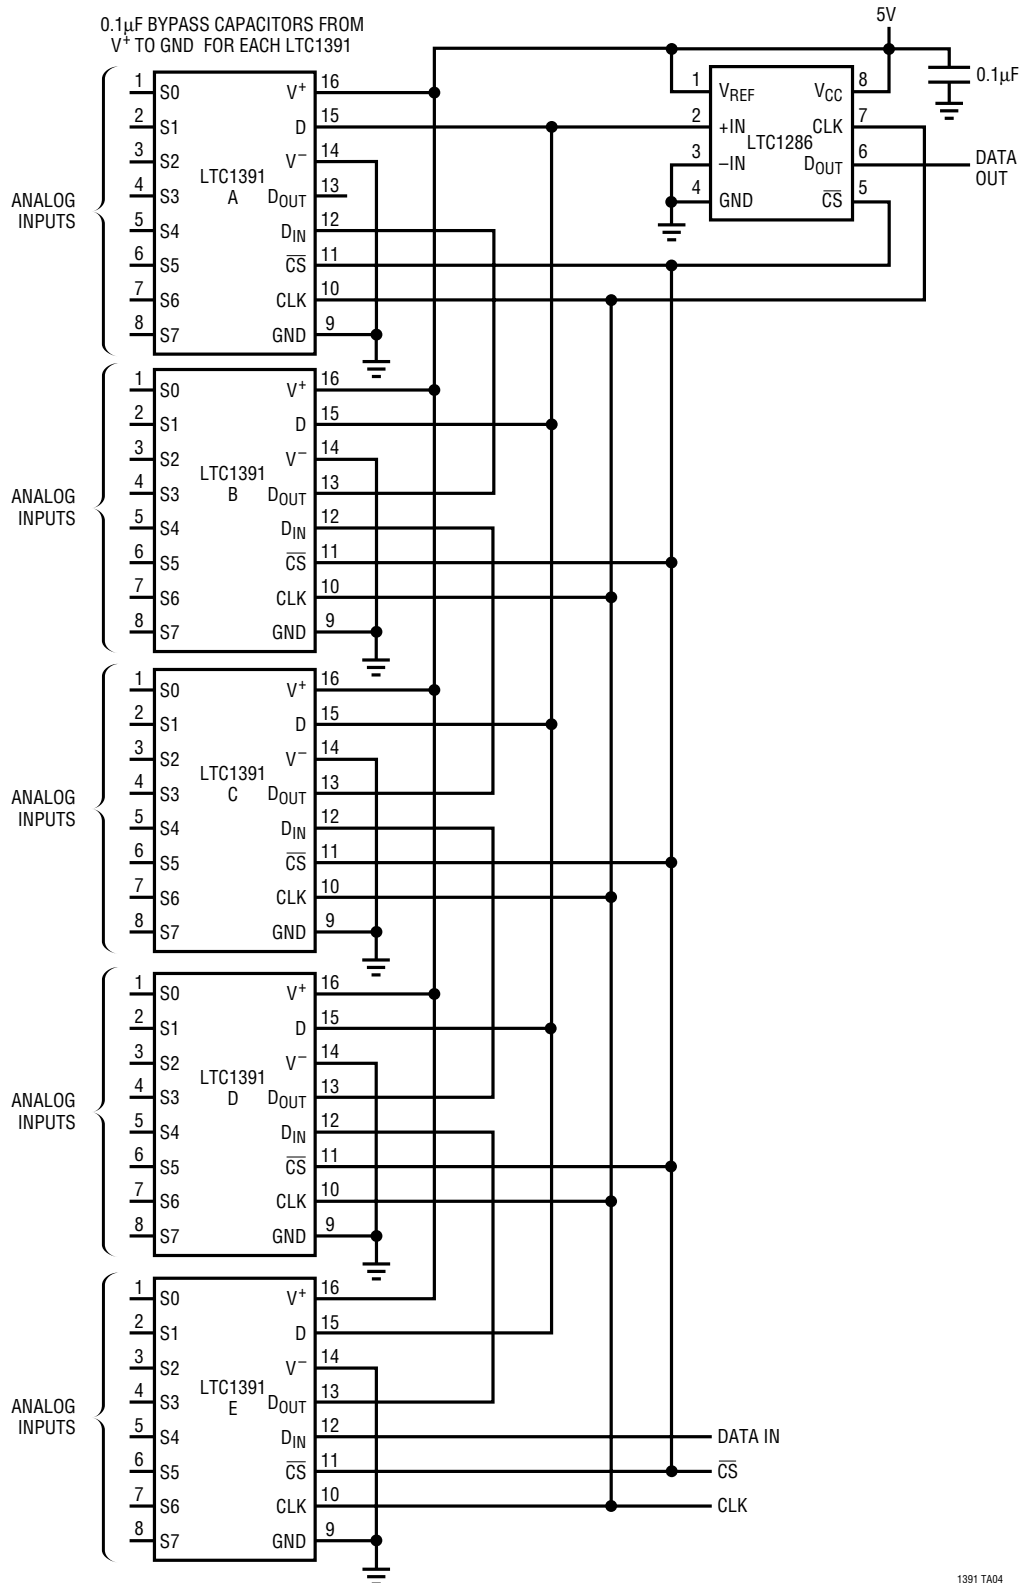 0.1µF BYPASS CAPACITORS FROM
V⁺ TO GND FOR EACH LTC1391
5V
0.1µF
ANALOG
INPUTS
1 S0 V⁺ 16
2 S1 D 15
3 S2 V⁻ 14
4 S3 DOUT 13
5 S4 DIN 12
6 S5 C̅S̅ 11
7 S6 CLK 10
8 S7 GND 9
LTC1391
A
1 VREF VCC 8
2 +IN CLK 7
3 –IN DOUT 6
4 GND C̅S̅ 5
LTC1286
DATA
OUT
ANALOG
INPUTS
1 S0 V⁺ 16
2 S1 D 15
3 S2 V⁻ 14
4 S3 DOUT 13
5 S4 DIN 12
6 S5 C̅S̅ 11
7 S6 CLK 10
8 S7 GND 9
LTC1391
B
ANALOG
INPUTS
1 S0 V⁺ 16
2 S1 D 15
3 S2 V⁻ 14
4 S3 DOUT 13
5 S4 DIN 12
6 S5 C̅S̅ 11
7 S6 CLK 10
8 S7 GND 9
LTC1391
C
ANALOG
INPUTS
1 S0 V⁺ 16
2 S1 D 15
3 S2 V⁻ 14
4 S3 DOUT 13
5 S4 DIN 12
6 S5 C̅S̅ 11
7 S6 CLK 10
8 S7 GND 9
LTC1391
D
ANALOG
INPUTS
1 S0 V⁺ 16
2 S1 D 15
3 S2 V⁻ 14
4 S3 DOUT 13
5 S4 DIN 12
6 S5 C̅S̅ 11
7 S6 CLK 10
8 S7 GND 9
LTC1391
E
DATA IN
C̅S̅
CLK
1391 TA04